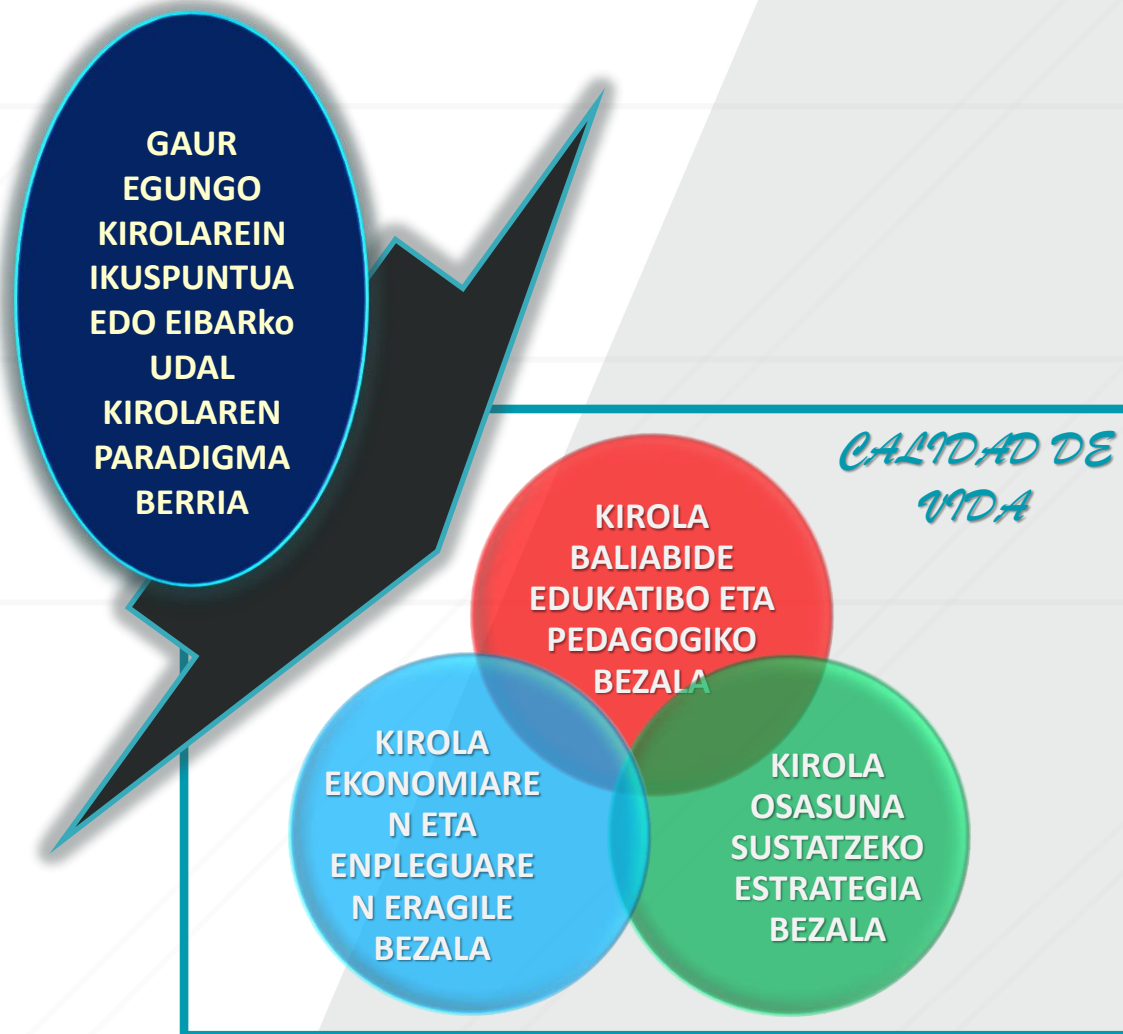 GAUR
EGUNGO
KIROLAREIN
IKUSPUNTUA
EDO EIBARko
UDAL
KIROLAREN
PARADIGMA
BERRIA
CALIDAD DE
VIDA
KIROLA
BALIABIDE
EDUKATIBO ETA
PEDAGOGIKO
BEZALA
KIROLA
EKONOMIARE
N ETA
ENPLEGUARE
N ERAGILE
BEZALA
KIROLA
OSASUNA
SUSTATZEKO
ESTRATEGIA
BEZALA